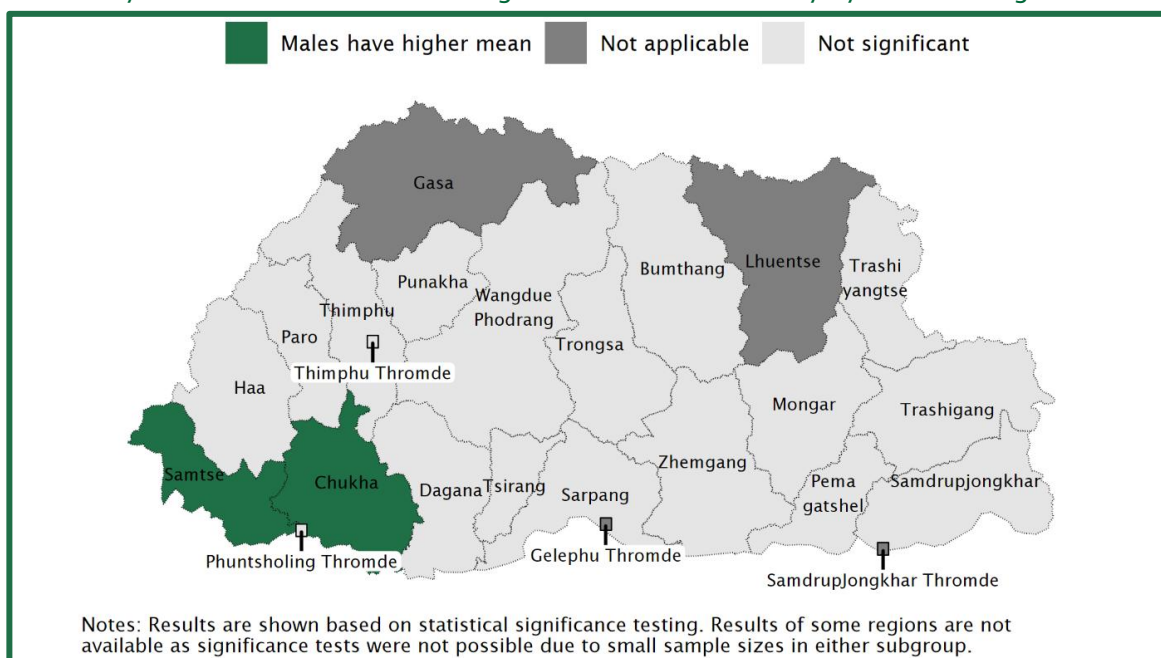 Males have higher mean
Not applicable
Not significant
Gasa
Lhuentse
Trashi
yangtse
Bumthang
Punakha
Wangdue
Phodrang
Thimphu
Paro
Trongsa
Thimphu Thromde
Haa
Mongar
Trashigang
Zhemgang
Samtse
Chukha
Dagana
Tsirang
Sarpang
Pema
gatshel
Samdrupjongkhar
Phuntsholing Thromde
Gelephu Thromde
SamdrupJongkhar Thromde
Notes: Results are shown based on statistical significance testing. Results of some regions are not
available as significance tests were not possible due to small sample sizes in either subgroup.